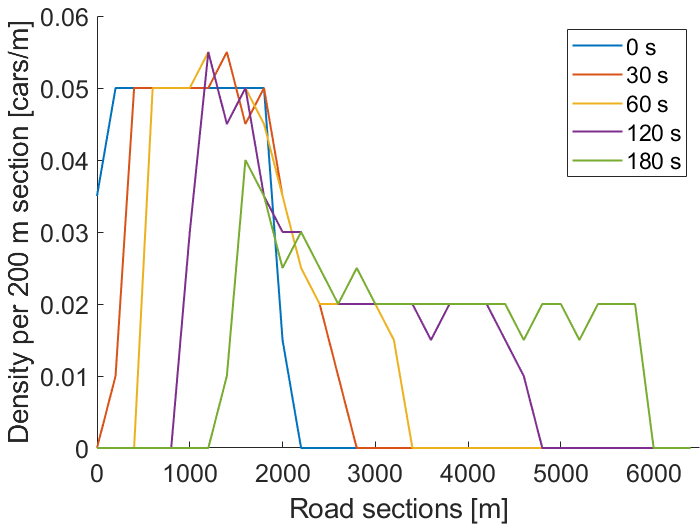 0.06
0.05
0.04
0.03
0.02
0.01
0
Density per 200 m section [cars/m]
0 s
30 s
60 s
120 s
180 s
0 1000 2000 3000 4000 5000 6000
Road sections [m]